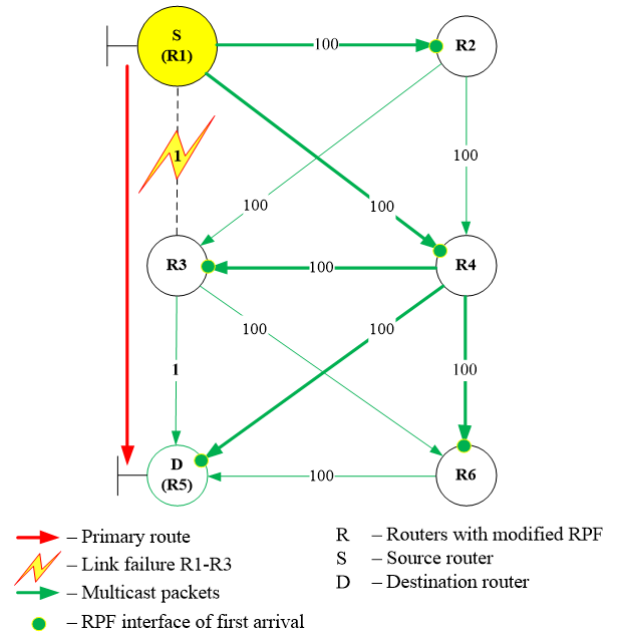 S
(R1)
100
R2
1
100
100
100
R3
100
R4
100
100
1
100
D
(R5)
100
R6
– Primary route
– Link failure R1-R3
– Multicast packets
– RPF interface of first arrival
R – Routers with modified RPF
S – Source router
D – Destination router